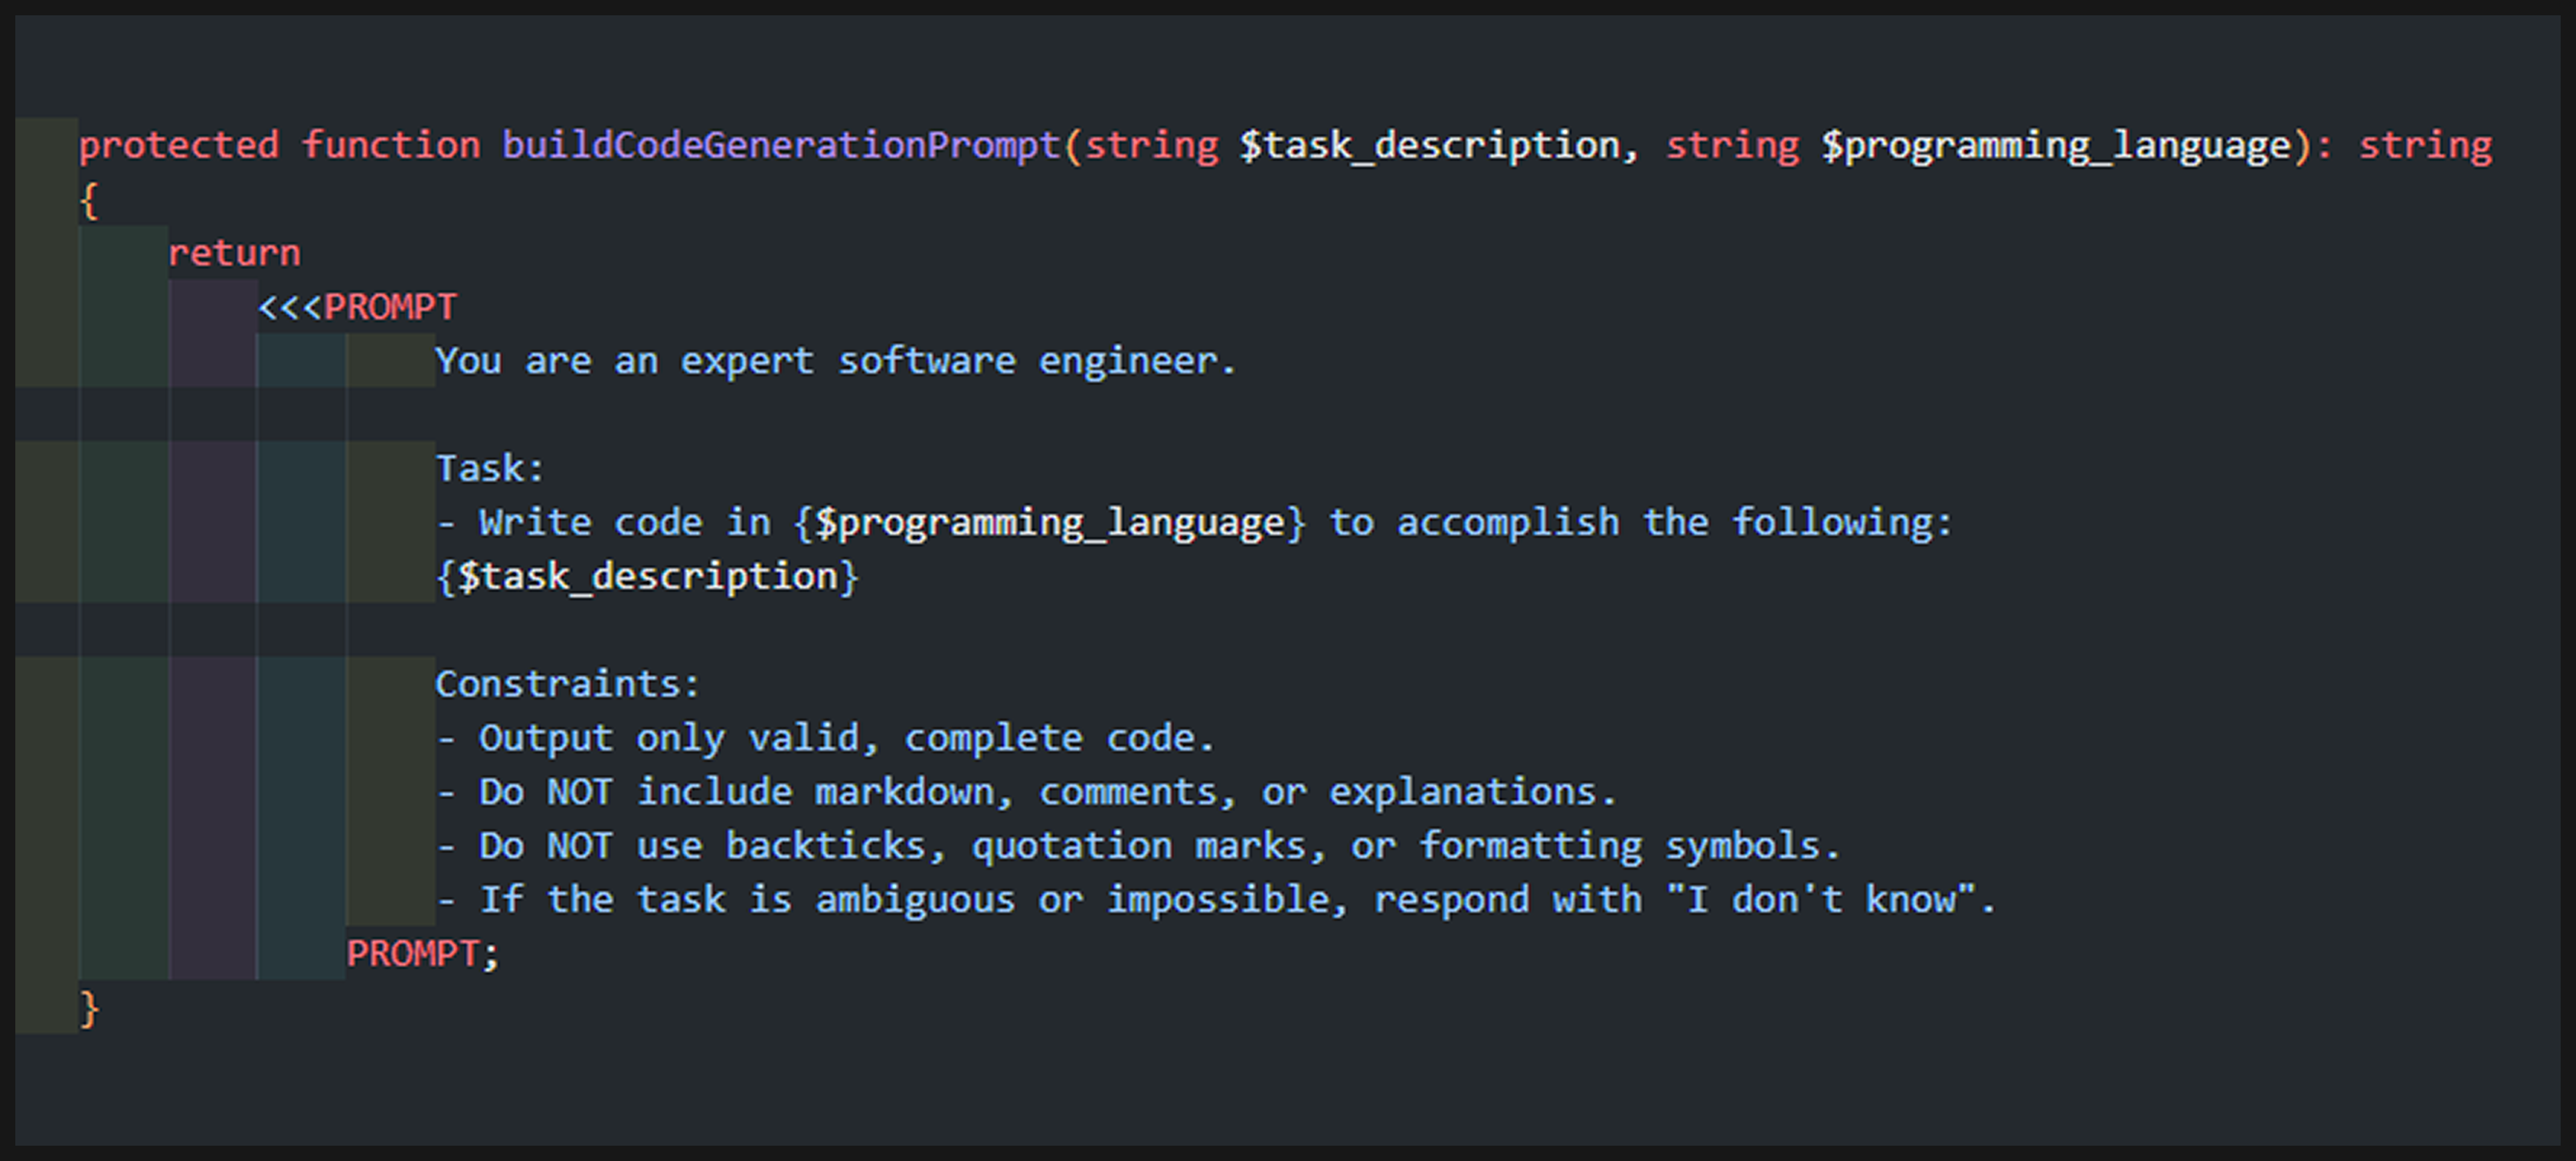 protected function buildCodeGenerationPrompt(string $task_description, string $programming_language): string
{
return
<<<PROMPT
You are an expert software engineer.
Task:
- Write code in {$programming_language} to accomplish the following:
{$task_description}
Constraints:
- Output only valid, complete code.
- Do NOT include markdown, comments, or explanations.
- Do NOT use backticks, quotation marks, or formatting symbols.
- If the task is ambiguous or impossible, respond with "I don't know".
PROMPT;
}